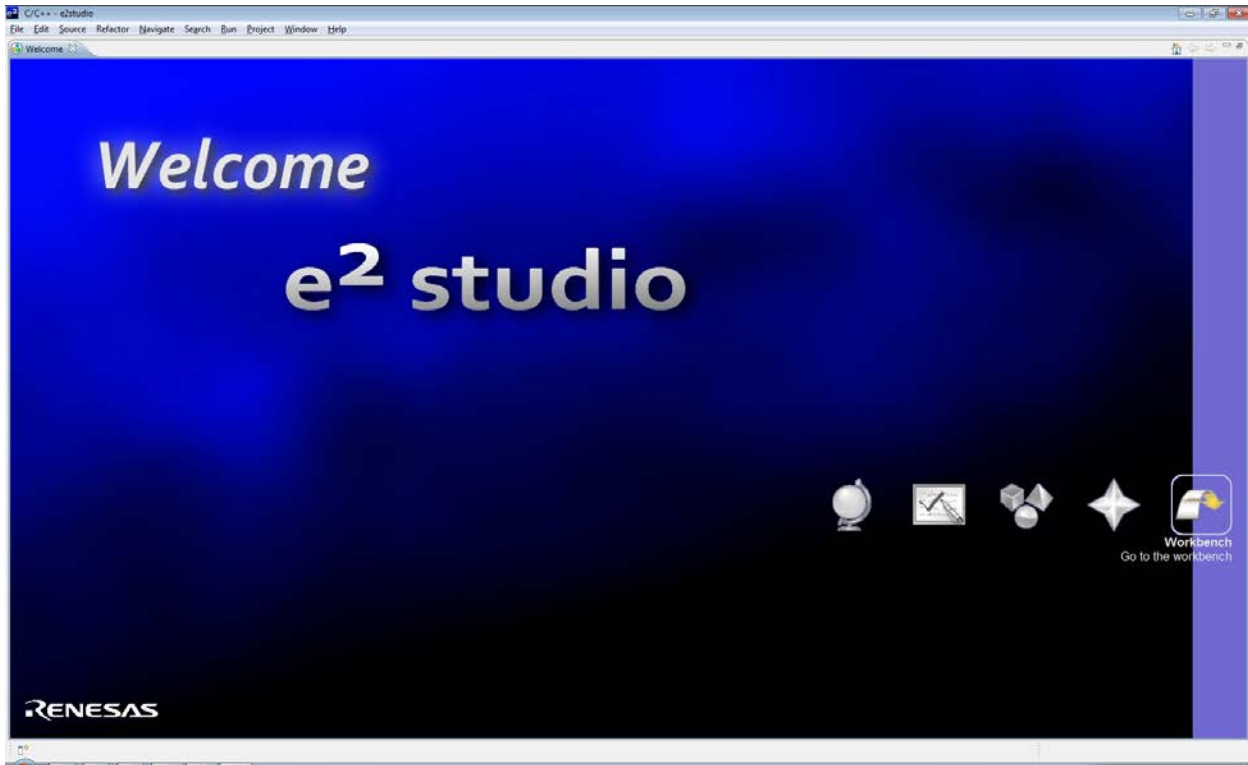 C/C++ - e2studio
File Edit Source Refactor Navigate Search Run Project Window Help
Welcome
Welcome
e² studio
Workbench
Go to the workbench
RENESAS